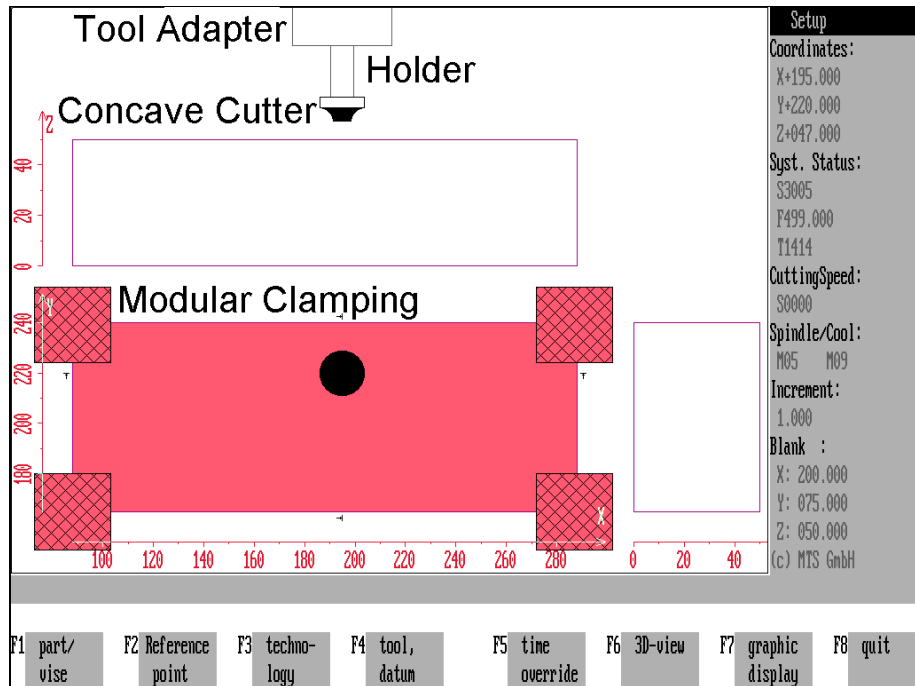 Tool Adapter
Holder
Concave Cutter
Z
40
20
0
Modular Clamping
Y
240
220
200
180
X
100 120 140 160 180 200 220 240 260 280
0 20 40
Setup
Coordinates:
X+195.000
Y+220.000
Z+047.000
Syst. Status:
S3005
F499.000
T1414
CuttingSpeed:
S0000
Spindle/Cool:
M05 M09
Increment:
1.000
Blank :
X: 200.000
Y: 075.000
Z: 050.000
(c) MTS GmbH
F1 part/
vise
F2 Reference
point
F3 techno-
logy
F4 tool,
datum
F5 time
override
F6 3D-view
F7 graphic
display
F8 quit